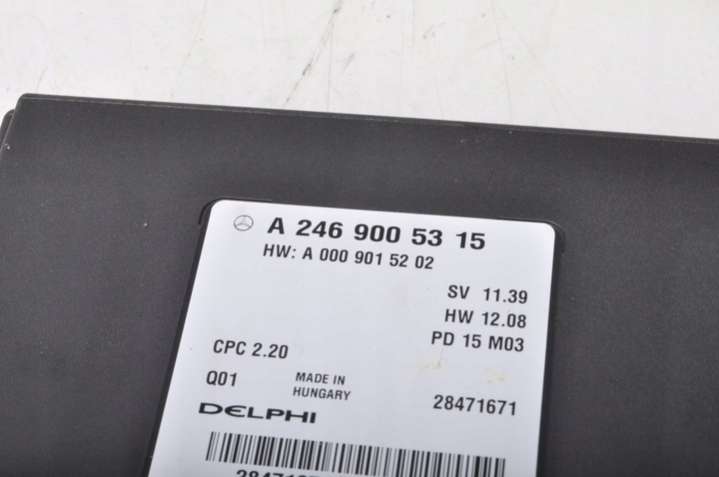 A 246 900 53 15
HW: A 000 901 52 02
SV 11.39
HW 12.08
PD 15 M03
CPC 2.20
Q01 MADE IN HUNGARY 28471671
DELPHI